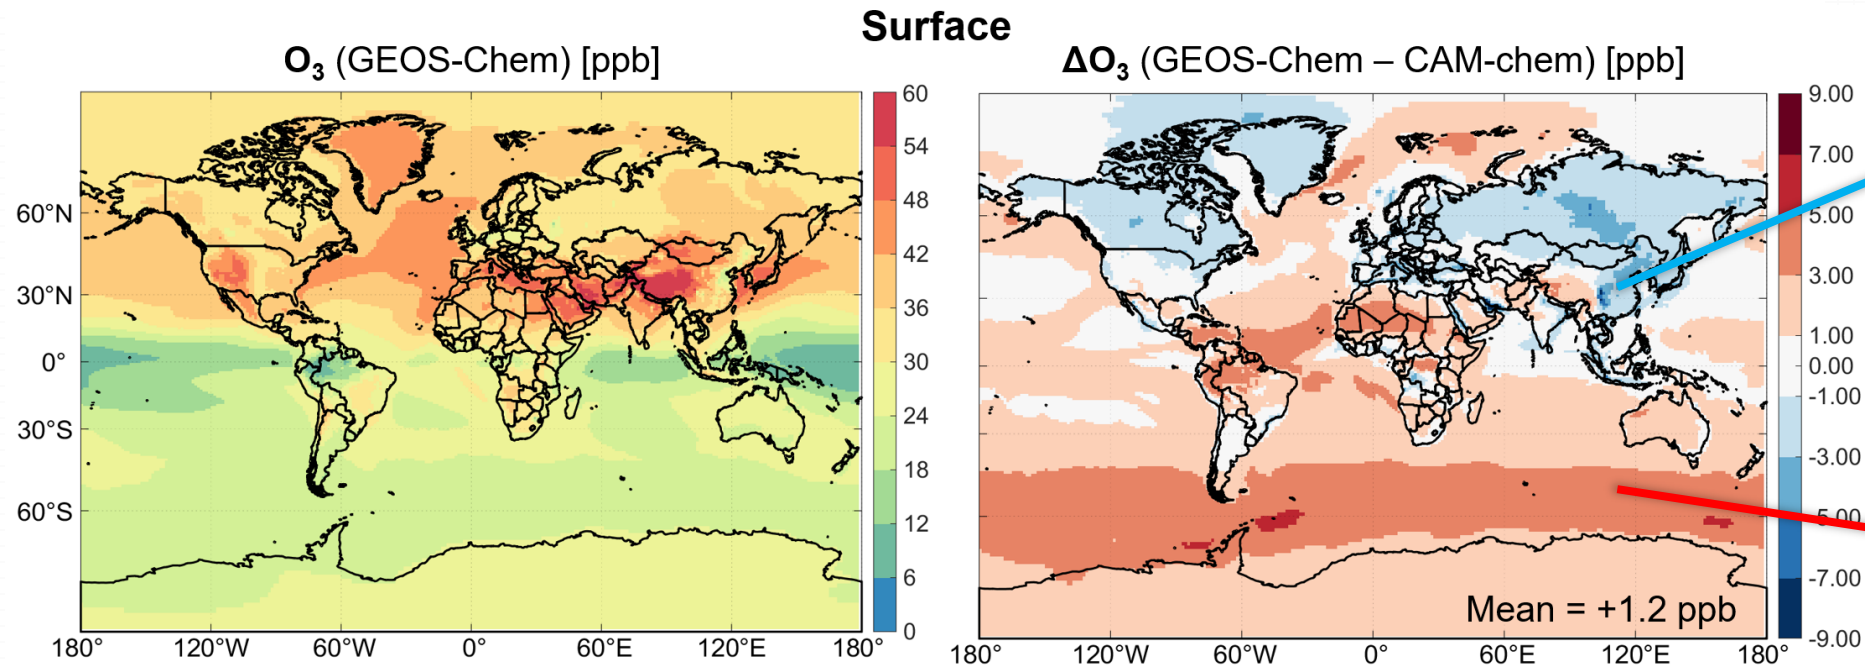 Surface
O₃ (GEOS-Chem) [ppb]
ΔO₃ (GEOS-Chem – CAM-chem) [ppb]
60°N
30°N
0°
30°S
60°S
180°
120°W
60°W
0°
60°E
120°E
180°
60
54
48
42
36
30
24
18
12
6
0
Mean = +1.2 ppb
180°
120°W
60°W
0°
60°E
120°E
180°
9.00
7.00
5.00
3.00
1.00
0.00
-1.00
-3.00
-5.00
-7.00
-9.00